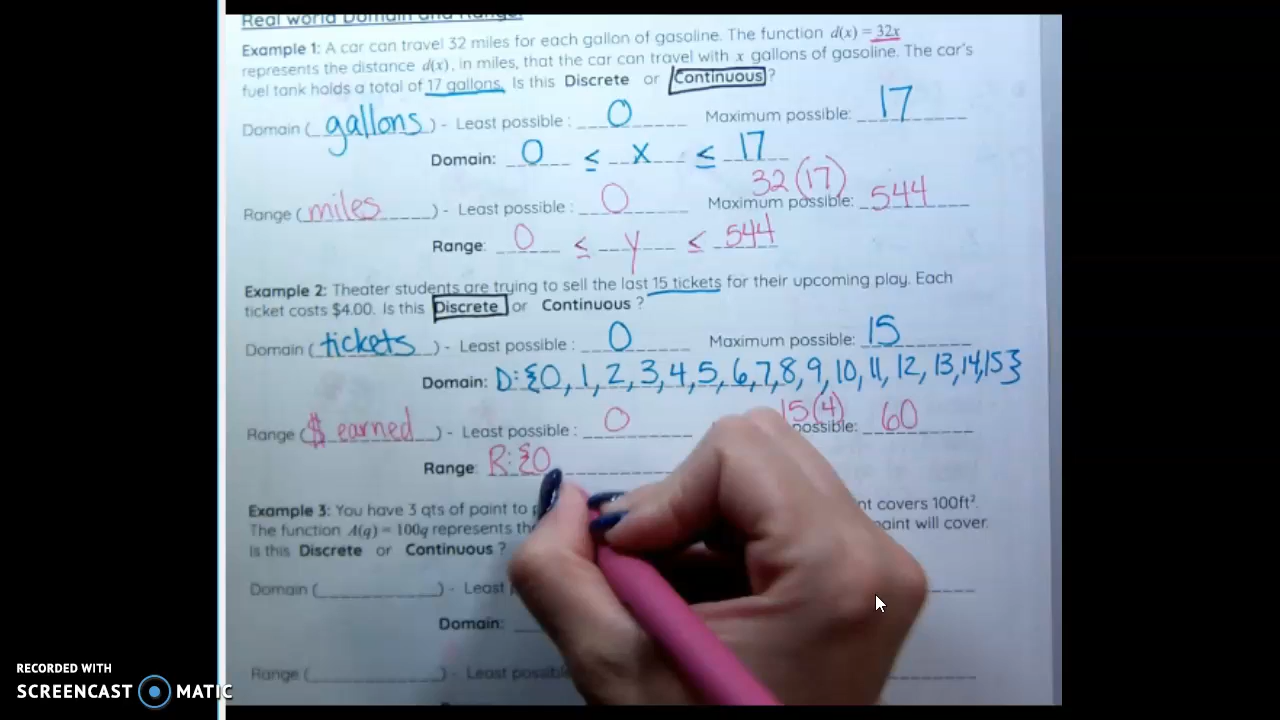 Real world Domain and Range:
Example 1: A car can travel 32 miles for each gallon of gasoline. The function d(x) = 32x
represents the distance d(x), in miles, that the car can travel with x gallons of gasoline. The car's
fuel tank holds a total of 17 gallons. Is this Discrete or Continuous?
Domain (gallons) - Least possible: 0 Maximum possible: 17
Domain: 0 ≤ x ≤ 17
32(17)
Range (miles) - Least possible: 0 Maximum possible: 544
Range: 0 ≤ y ≤ 544
Example 2: Theater students are trying to sell the last 15 tickets for their upcoming play. Each
ticket costs $4.00. Is this Discrete or Continuous?
Domain (tickets) - Least possible: 0 Maximum possible: 15
Domain: D:{0, 1, 2, 3, 4, 5, 6, 7, 8, 9, 10, 11, 12, 13, 14, 15}
15(4)
Range ($ earned) - Least possible: 0 possible: 60
Range: R:{0
Example 3: You have 3 qts of paint to covers 100ft².
The function A(q) = 100q represents paint will cover.
Is this Discrete or Continuous?
Domain ( ) - Least
Domain:
Range ( ) - Least possible
RECORDED WITH
SCREENCAST MATIC